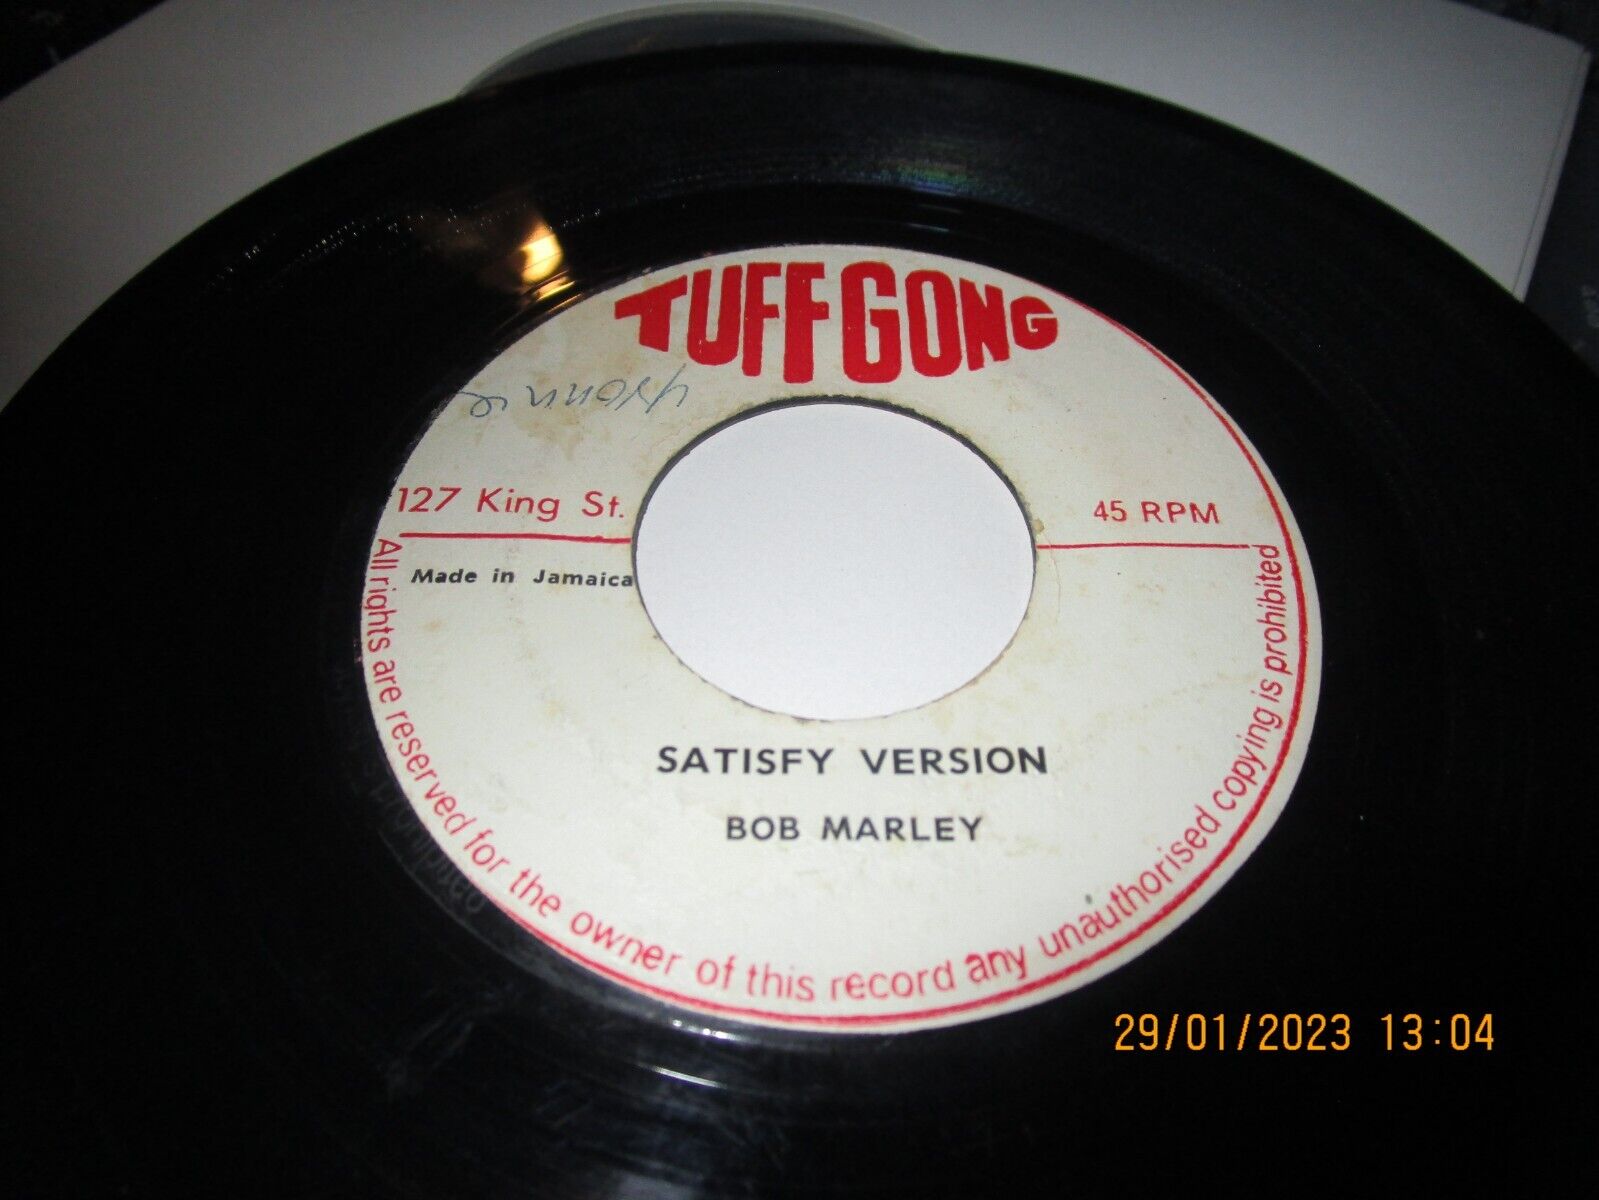 TUFF GONG
yvonnie
127 King St.
45 RPM
Made in Jamaica
SATISFY VERSION
BOB MARLEY
All rights are reserved for the owner of this record any unauthorised copying is prohibited
29/01/2023 13:04